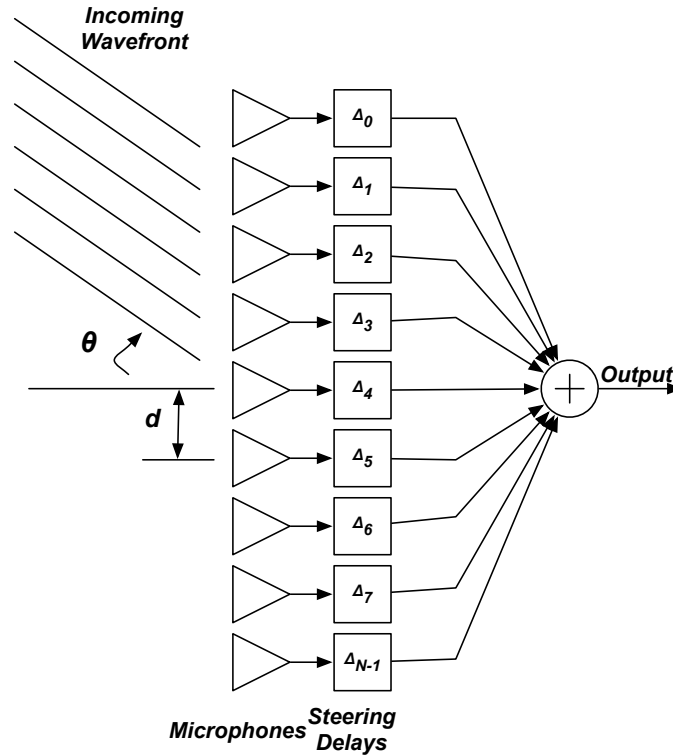 Incoming
Wavefront
Δ0
Δ1
Δ2
Δ3
θ
Δ4
Output
d
Δ5
Δ6
Δ7
ΔN-1
Microphones
Steering
Delays